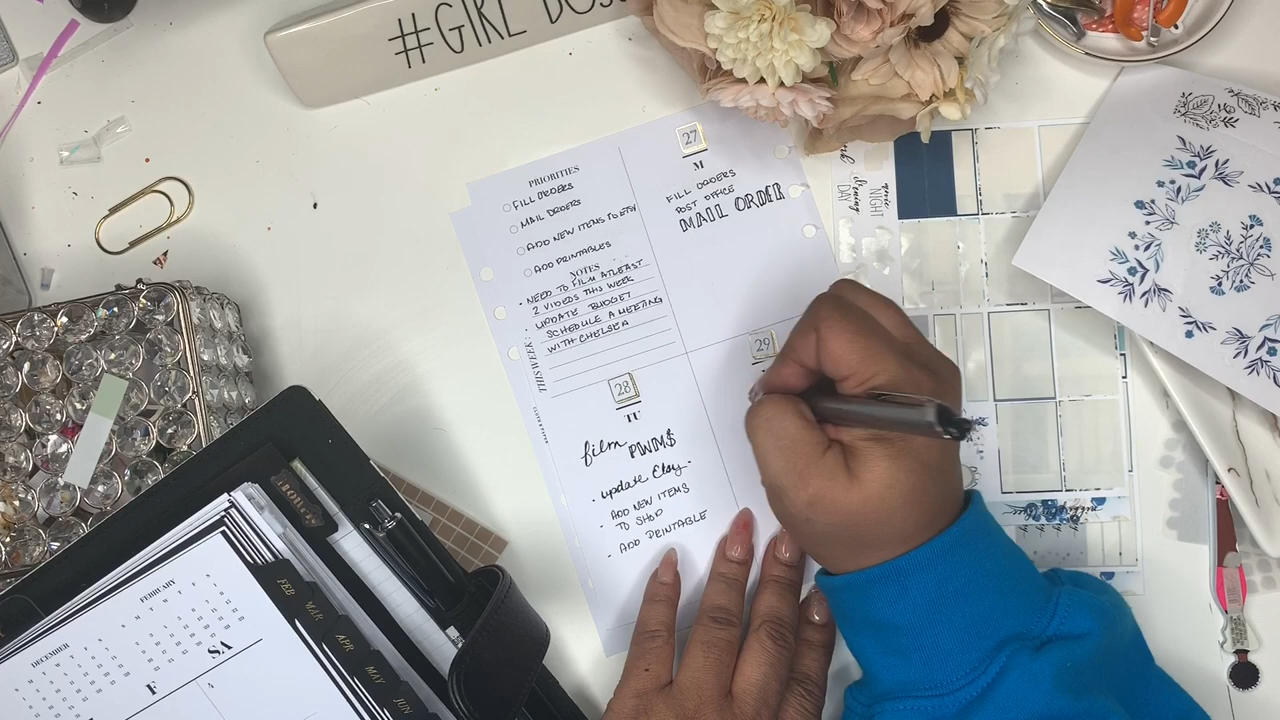 #GIRL BOSS
PRIORITIES
FILL ORDERS
MAIL ORDERS
ADD NEW ITEMS TO ETSY
ADD PRINTABLES
NOTES
• NEED TO FILM ATLEAST
2 VIDEOS THIS WEEK
• UPDATE BUDGET
• SCHEDULE A MEETING
WITH CHELSEA
THIS WEEK:
27
M
FILL ORDERS
POST OFFICE
MAIL ORDER
28
TU
film PWM$
• update Etsy-
• ADD NEW ITEMS
TO SHOP
• ADD PRINTABLE
29
movie
NIGHT
DAY
DECEMBER
FEBRUARY
F
SA
FEB
MAR
APR
MAY
JUN